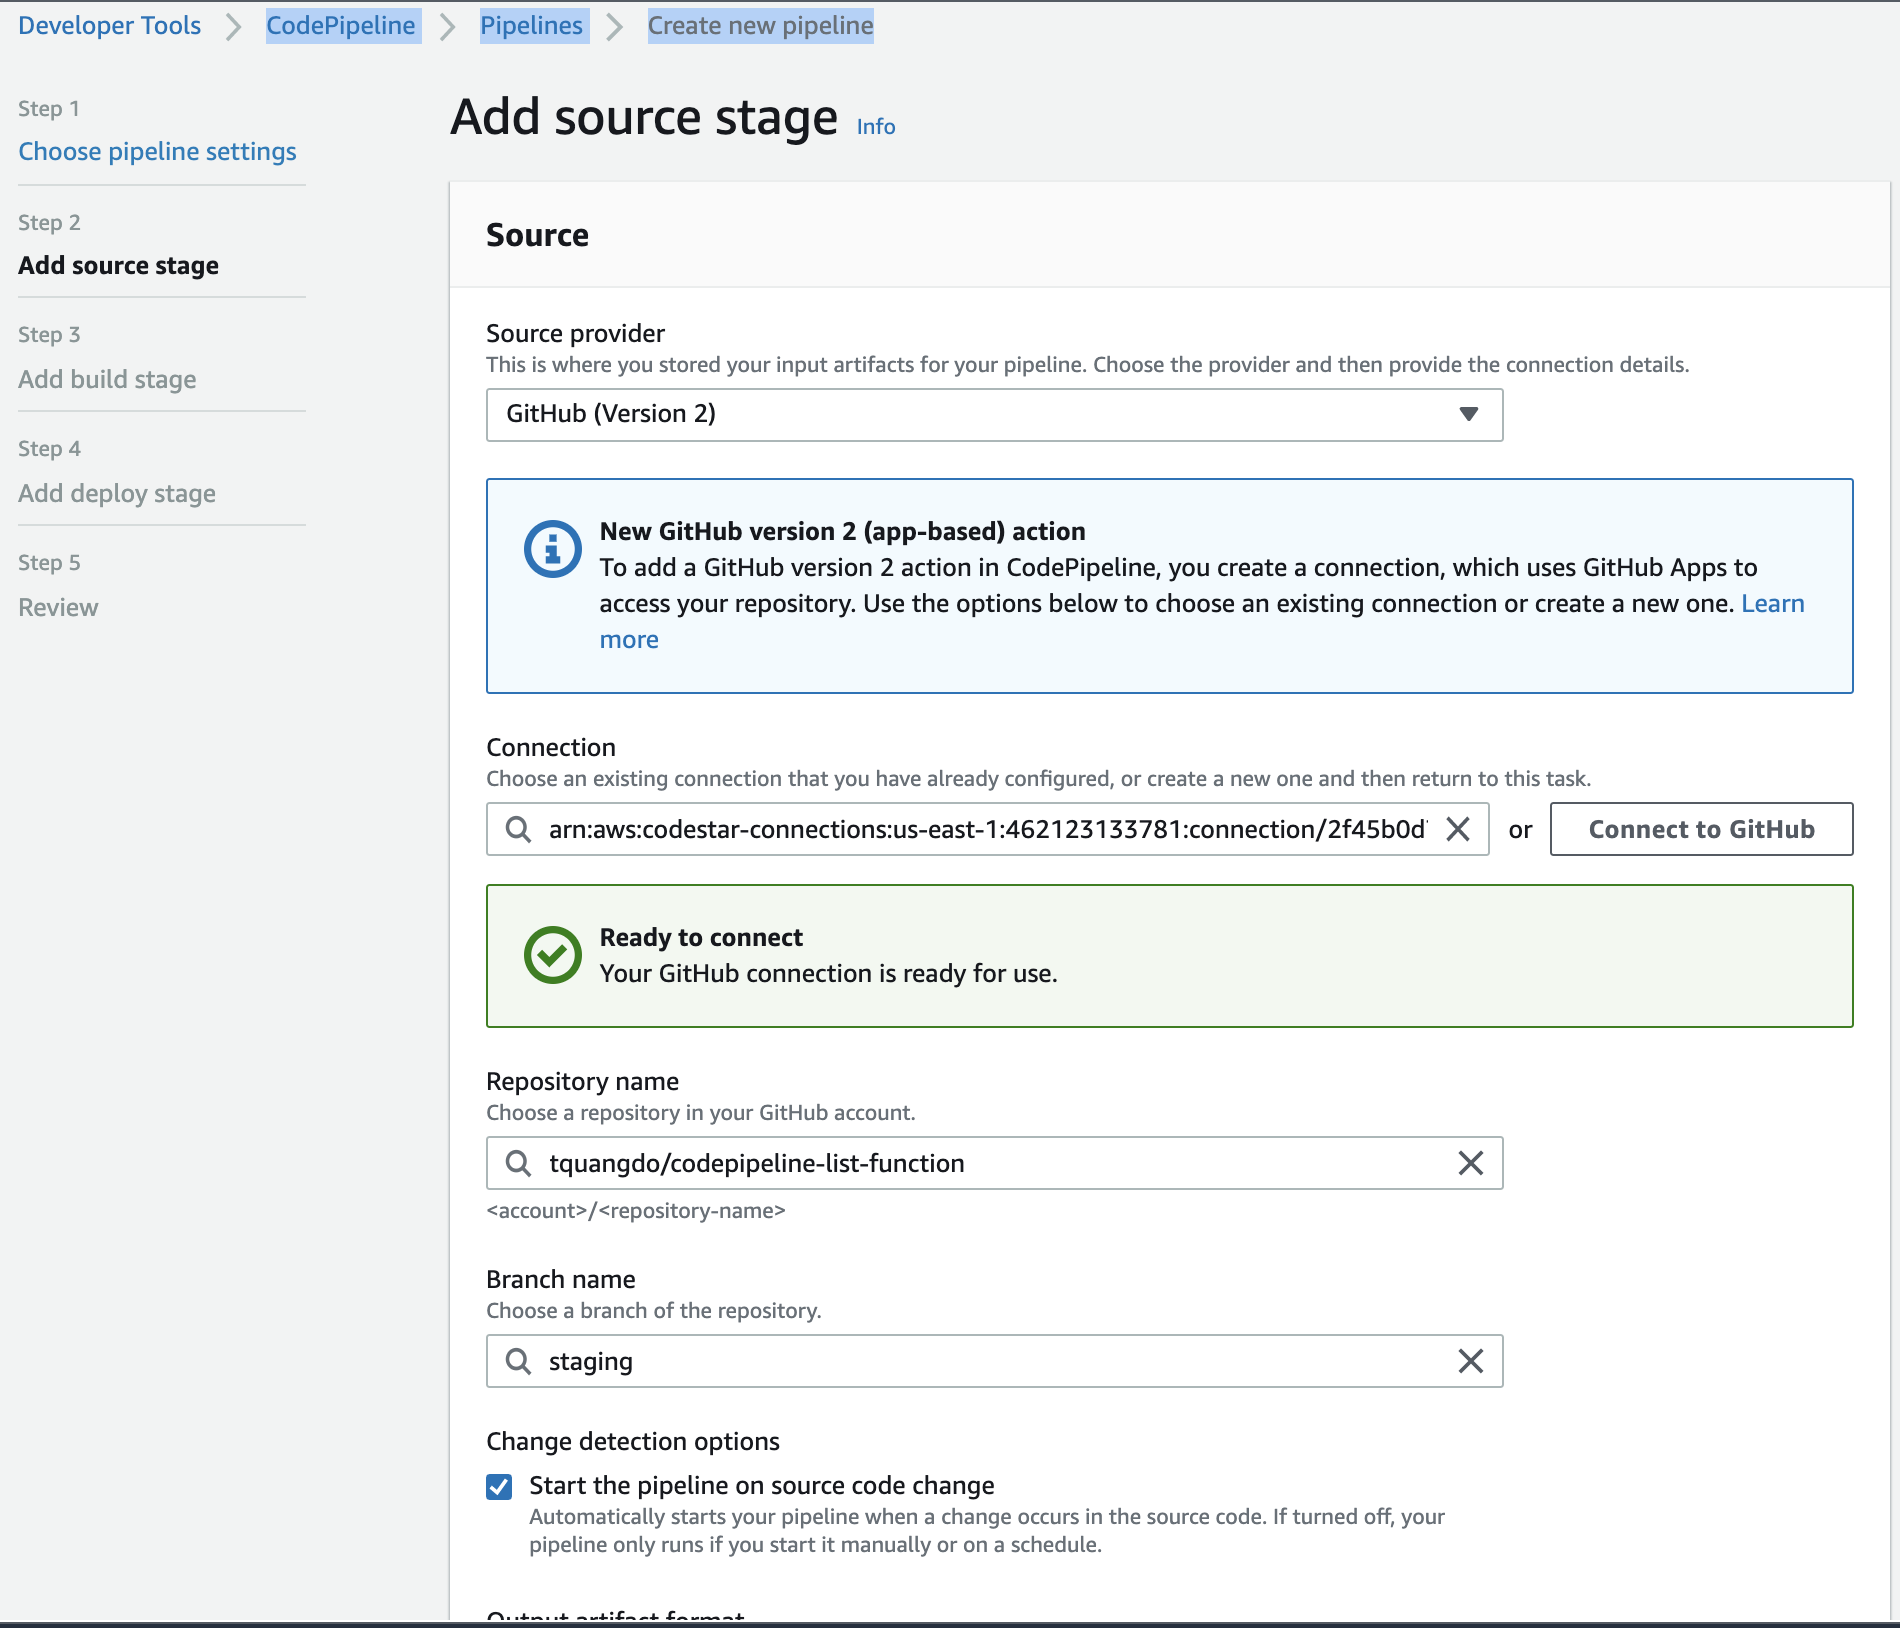 Developer Tools
CodePipeline
Pipelines
Create new pipeline
Step 1
Choose pipeline settings
Step 2
Add source stage
Step 3
Add build stage
Step 4
Add deploy stage
Step 5
Review
Add source stage Info
Source
Source provider
This is where you stored your input artifacts for your pipeline. Choose the provider and then provide the connection details.
GitHub (Version 2)
New GitHub version 2 (app-based) action
To add a GitHub version 2 action in CodePipeline, you create a connection, which uses GitHub Apps to
access your repository. Use the options below to choose an existing connection or create a new one. Learn
more
Connection
Choose an existing connection that you have already configured, or create a new one and then return to this task.
arn:aws:codestar-connections:us-east-1:462123133781:connection/2f45b0d
or
Connect to GitHub
Ready to connect
Your GitHub connection is ready for use.
Repository name
Choose a repository in your GitHub account.
tquangdo/codepipeline-list-function
<account>/<repository-name>
Branch name
Choose a branch of the repository.
staging
Change detection options
Start the pipeline on source code change
Automatically starts your pipeline when a change occurs in the source code. If turned off, your
pipeline only runs if you start it manually or on a schedule.
Output artifact format